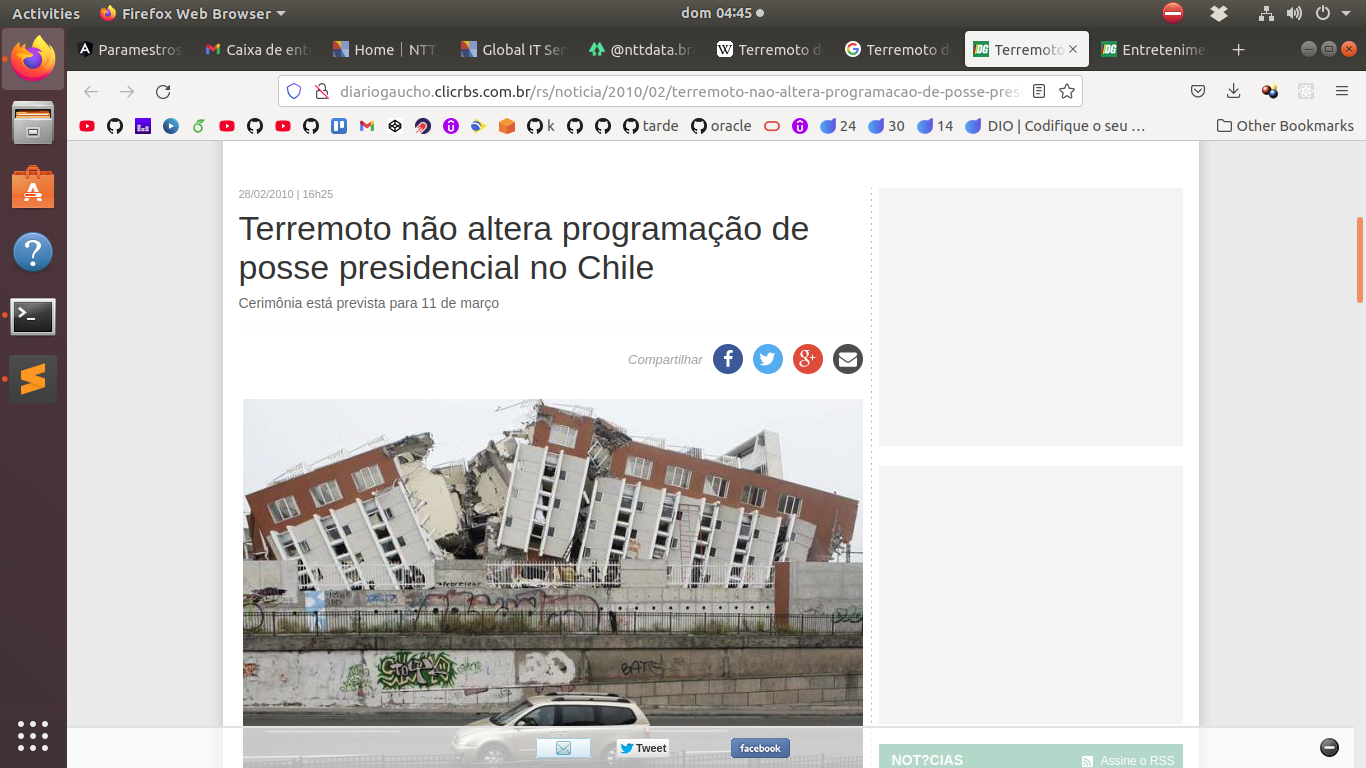 Activities
Firefox Web Browser
dom 04:45
Paramestros
Caixa de ent
Home | NTT
Global IT Ser
@nttdata.bra
Terremoto d
Terremoto d
Terremoto
Entretenime
diariogaucho.clicrbs.com.br/rs/noticia/2010/02/terremoto-nao-altera-programacao-de-posse-pres
k
tarde
oracle
24
30
14
DIO | Codifique o seu …
Other Bookmarks
28/02/2010 | 16h25
Terremoto não altera programação de
posse presidencial no Chile
Cerimônia está prevista para 11 de março
Compartilhar
Tweet
facebook
NOT?CIAS
Assine o RSS